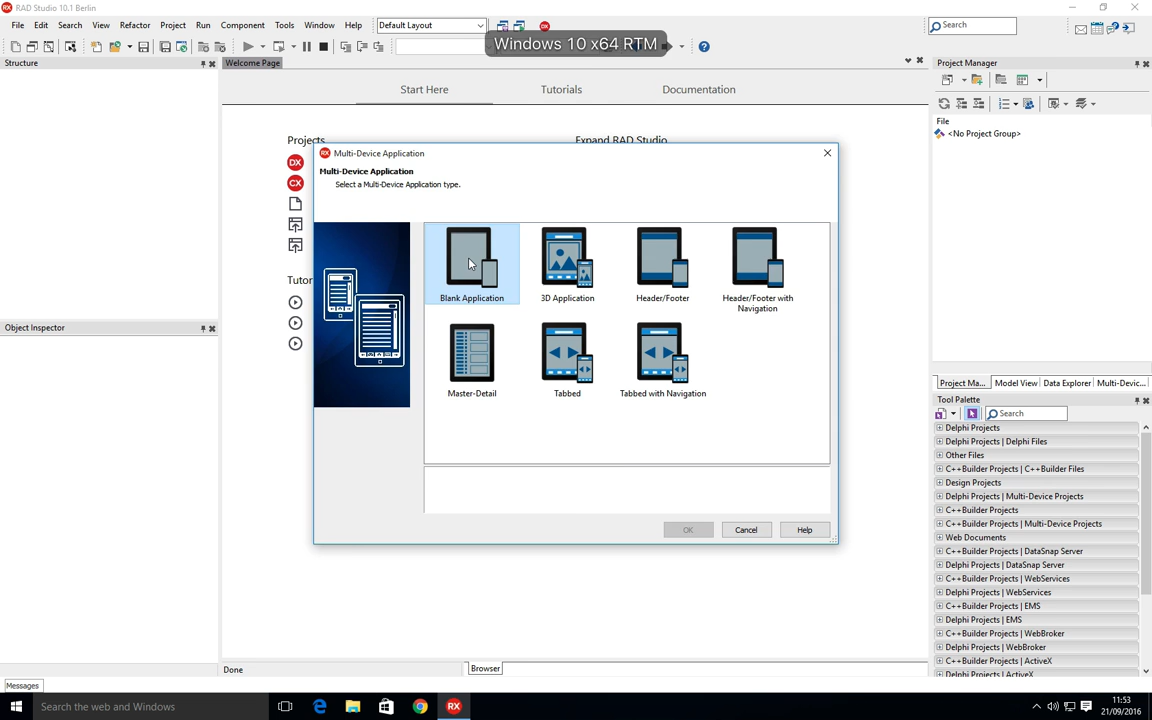 RAD Studio 10.1 Berlin
File Edit Search View Refactor Project Run Component Tools Window Help
Default Layout
Search
Windows 10 x64 RTM
Structure
Welcome Page
Project Manager
Start Here Tutorials Documentation
File
<No Project Group>
Projects
Expand RAD Studio
DX
CX
Tutor
Multi-Device Application
Multi-Device Application
Select a Multi-Device Application type.
Blank Application
3D Application
Header/Footer
Header/Footer with
Navigation
Master-Detail
Tabbed
Tabbed with Navigation
OK Cancel Help
Object Inspector
Project Ma... Model View Data Explorer Multi-Devic...
Tool Palette
Search
Delphi Projects
Delphi Projects | Delphi Files
Other Files
C++Builder Projects | C++Builder Files
Design Projects
Delphi Projects | Multi-Device Projects
C++Builder Projects
C++Builder Projects | Multi-Device Projects
Web Documents
C++Builder Projects | DataSnap Server
Delphi Projects | DataSnap Server
C++Builder Projects | WebServices
Delphi Projects | WebServices
C++Builder Projects | EMS
Delphi Projects | EMS
C++Builder Projects | WebBroker
Delphi Projects | WebBroker
C++Builder Projects | ActiveX
Delphi Projects | ActiveX
Done
Browser
Messages
Search the web and Windows
11:53
21/09/2016